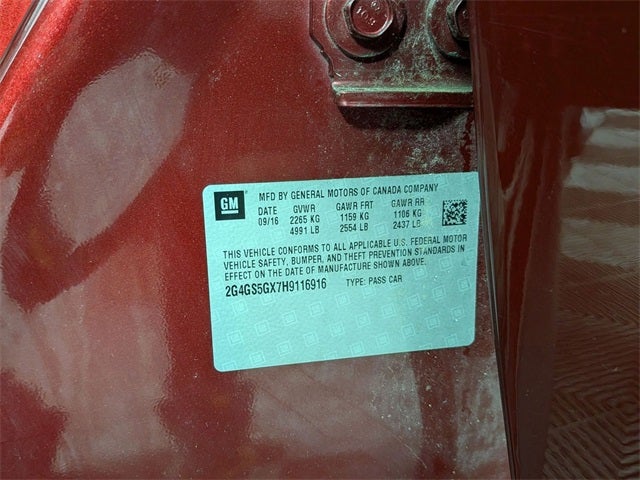 GM
MFD BY GENERAL MOTORS OF CANADA COMPANY
DATE GVWR GAWR FRT GAWR RR
09/16 2265 KG 1159 KG 1106 KG
4991 LB 2554 LB 2437 LB
THIS VEHICLE CONFORMS TO ALL APPLICABLE U.S. FEDERAL MOTOR
VEHICLE SAFETY, BUMPER, AND THEFT PREVENTION STANDARDS IN
EFFECT ON THE DATE OF MANUFACTURE SHOWN ABOVE.
2G4GS5GX7H9116916 TYPE: PASS CAR